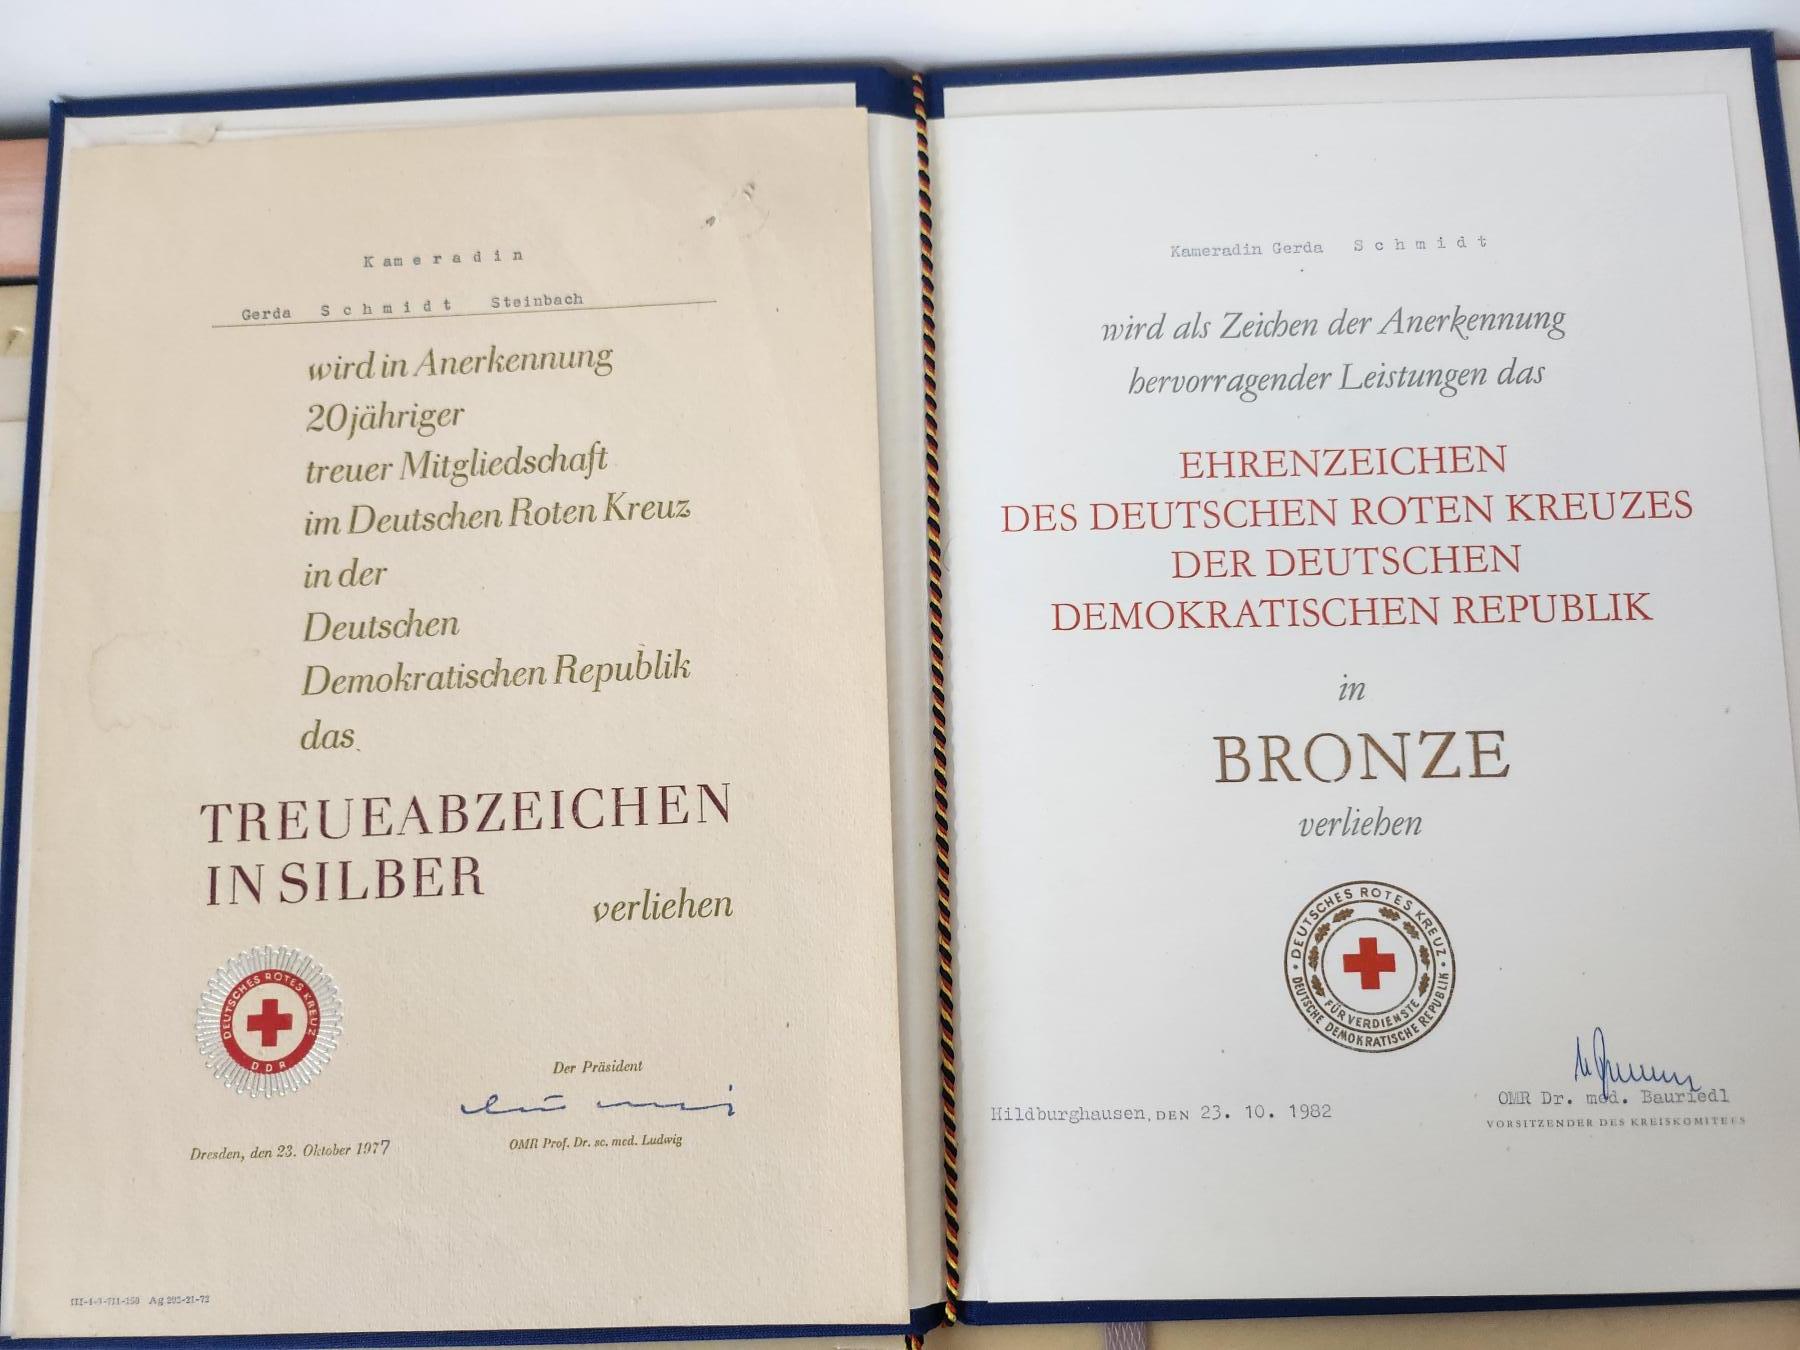 Kameradin
Gerda Schmidt Steinbach
wird in Anerkennung
20jähriger
treuer Mitgliedschaft
im Deutschen Roten Kreuz
in der
Deutschen
Demokratischen Republik
das
TREUEABZEICHEN
IN SILBER
verliehen
DEUTSCHES ROTES KREUZ
DDR
Der Präsident
OMR Prof. Dr. sc. med. Ludwig
Dresden, den 23. Oktober 1977
Ag 205-21-72
Kameradin Gerda Schmidt
wird als Zeichen der Anerkennung
hervorragender Leistungen das
EHRENZEICHEN
DES DEUTSCHEN ROTEN KREUZES
DER DEUTSCHEN
DEMOKRATISCHEN REPUBLIK
in
BRONZE
verliehen
DEUTSCHES ROTES KREUZ
FÜR VERDIENSTE
DEUTSCHE DEMOKRATISCHE REPUBLIK
Hildburghausen, DEN 23. 10. 1982
OMR Dr. med. Bauriedl
VORSITZENDER DES KREISKOMITEES